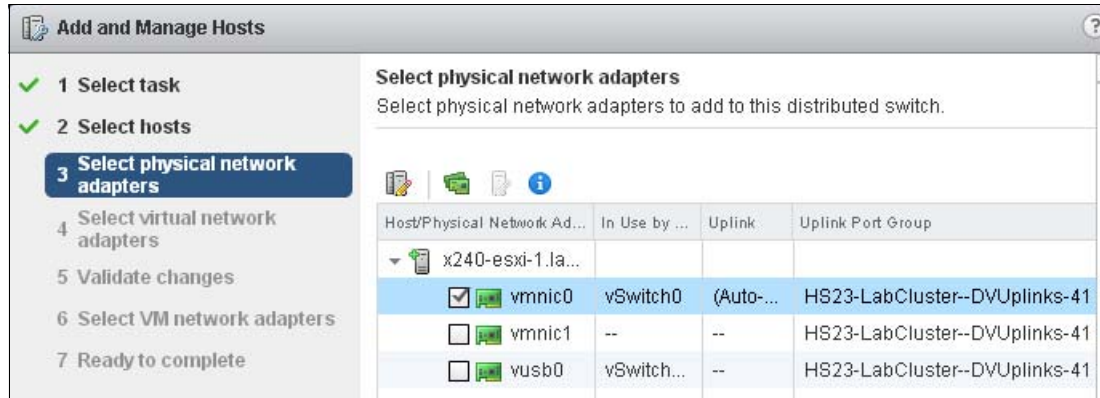 Add and Manage Hosts
?
1 Select task
2 Select hosts
3 Select physical network
adapters
4 Select virtual network
adapters
5 Validate changes
6 Select VM network adapters
7 Ready to complete
Select physical network adapters
Select physical network adapters to add to this distributed switch.
Host/Physical Network Ad... In Use by ... Uplink Uplink Port Group
x240-esxi-1.la...
vmnic0 vSwitch0 (Auto-... HS23-LabCluster--DVUplinks-41
vmnic1 -- -- HS23-LabCluster--DVUplinks-41
vusb0 vSwitch... -- HS23-LabCluster--DVUplinks-41